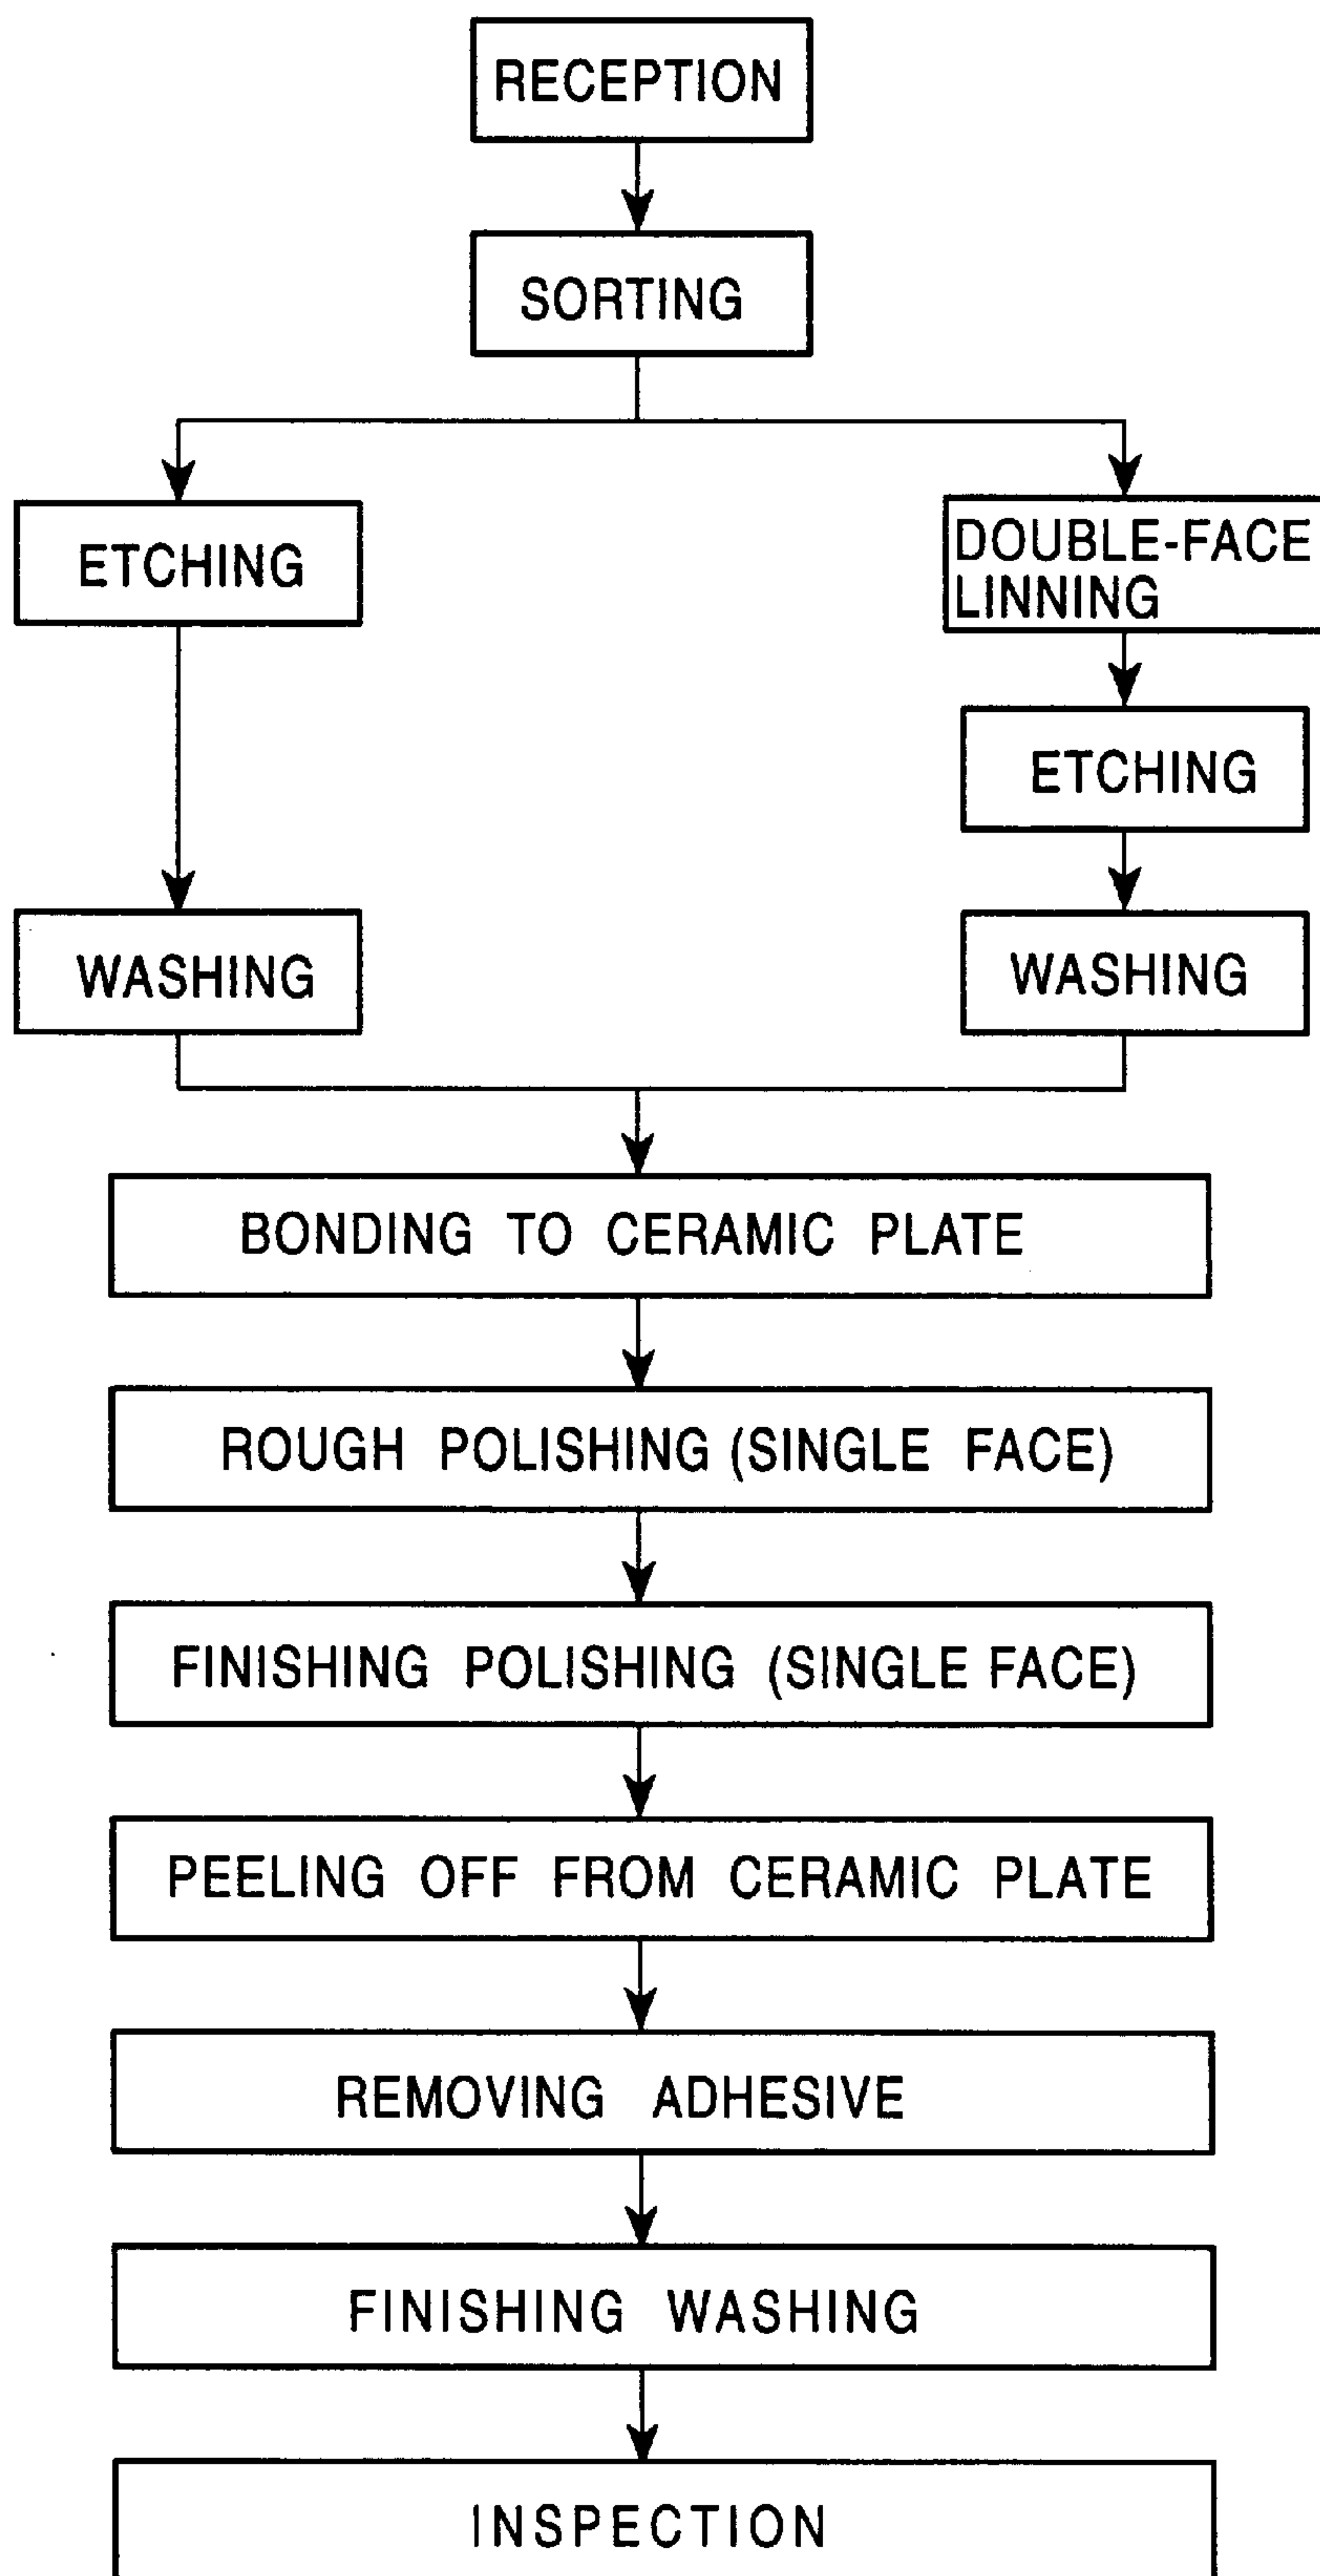 RECEPTION
SORTING
ETCHING
DOUBLE-FACE
LINNING
ETCHING
WASHING
WASHING
BONDING TO CERAMIC PLATE
ROUGH POLISHING (SINGLE FACE)
FINISHING POLISHING (SINGLE FACE)
PEELING OFF FROM CERAMIC PLATE
REMOVING ADHESIVE
FINISHING WASHING
INSPECTION